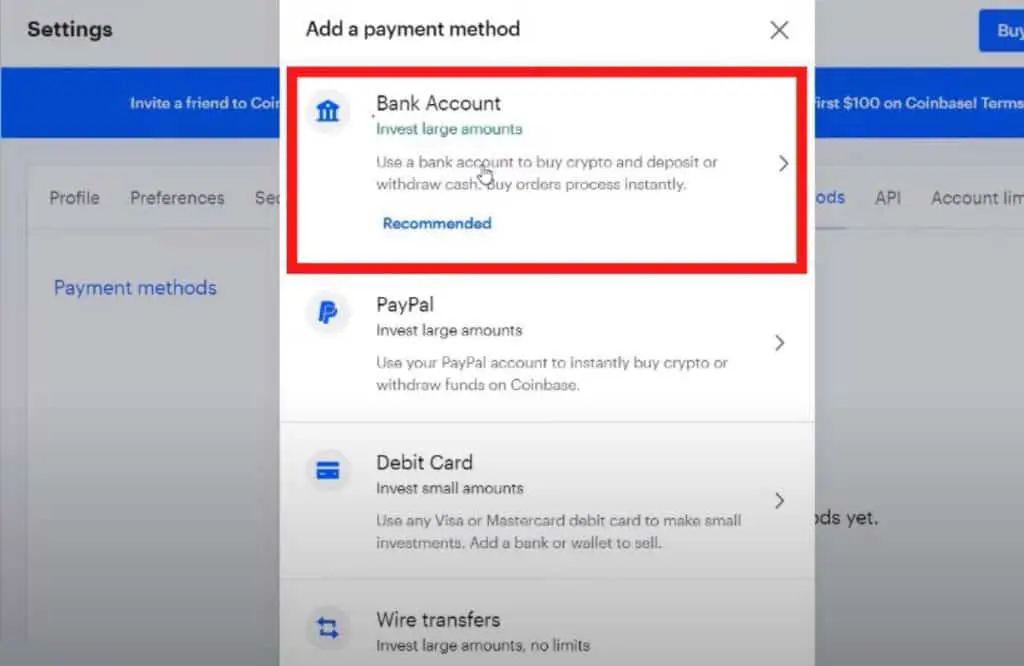 Settings
Add a payment method
Buy
Invite a friend to Coin
irst $100 on Coinbase! Terms
Bank Account
Invest large amounts
Use a bank account to buy crypto and deposit or
withdraw cash. Buy orders process instantly.
Recommended
Profile
Preferences
Sec
ods
API
Account lim
Payment methods
PayPal
Invest large amounts
Use your PayPal account to instantly buy crypto or
withdraw funds on Coinbase.
Debit Card
Invest small amounts
Use any Visa or Mastercard debit card to make small
investments. Add a bank or wallet to sell.
ods yet.
Wire transfers
Invest large amounts, no limits